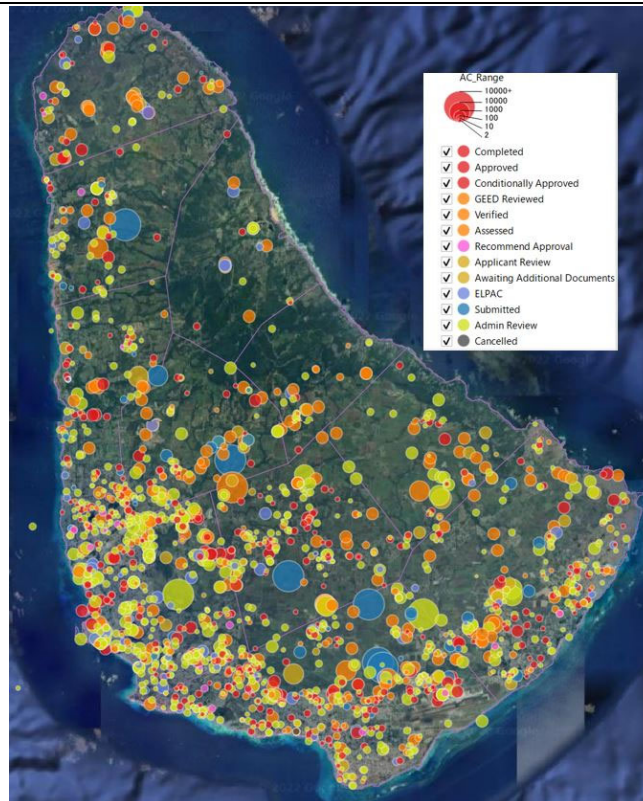 AC_Range
10000+
10000
1000
100
10
2
Completed
Approved
Conditionally Approved
GEED Reviewed
Verified
Assessed
Recommend Approval
Applicant Review
Awaiting Additional Documents
ELPAC
Submitted
Admin Review
Cancelled